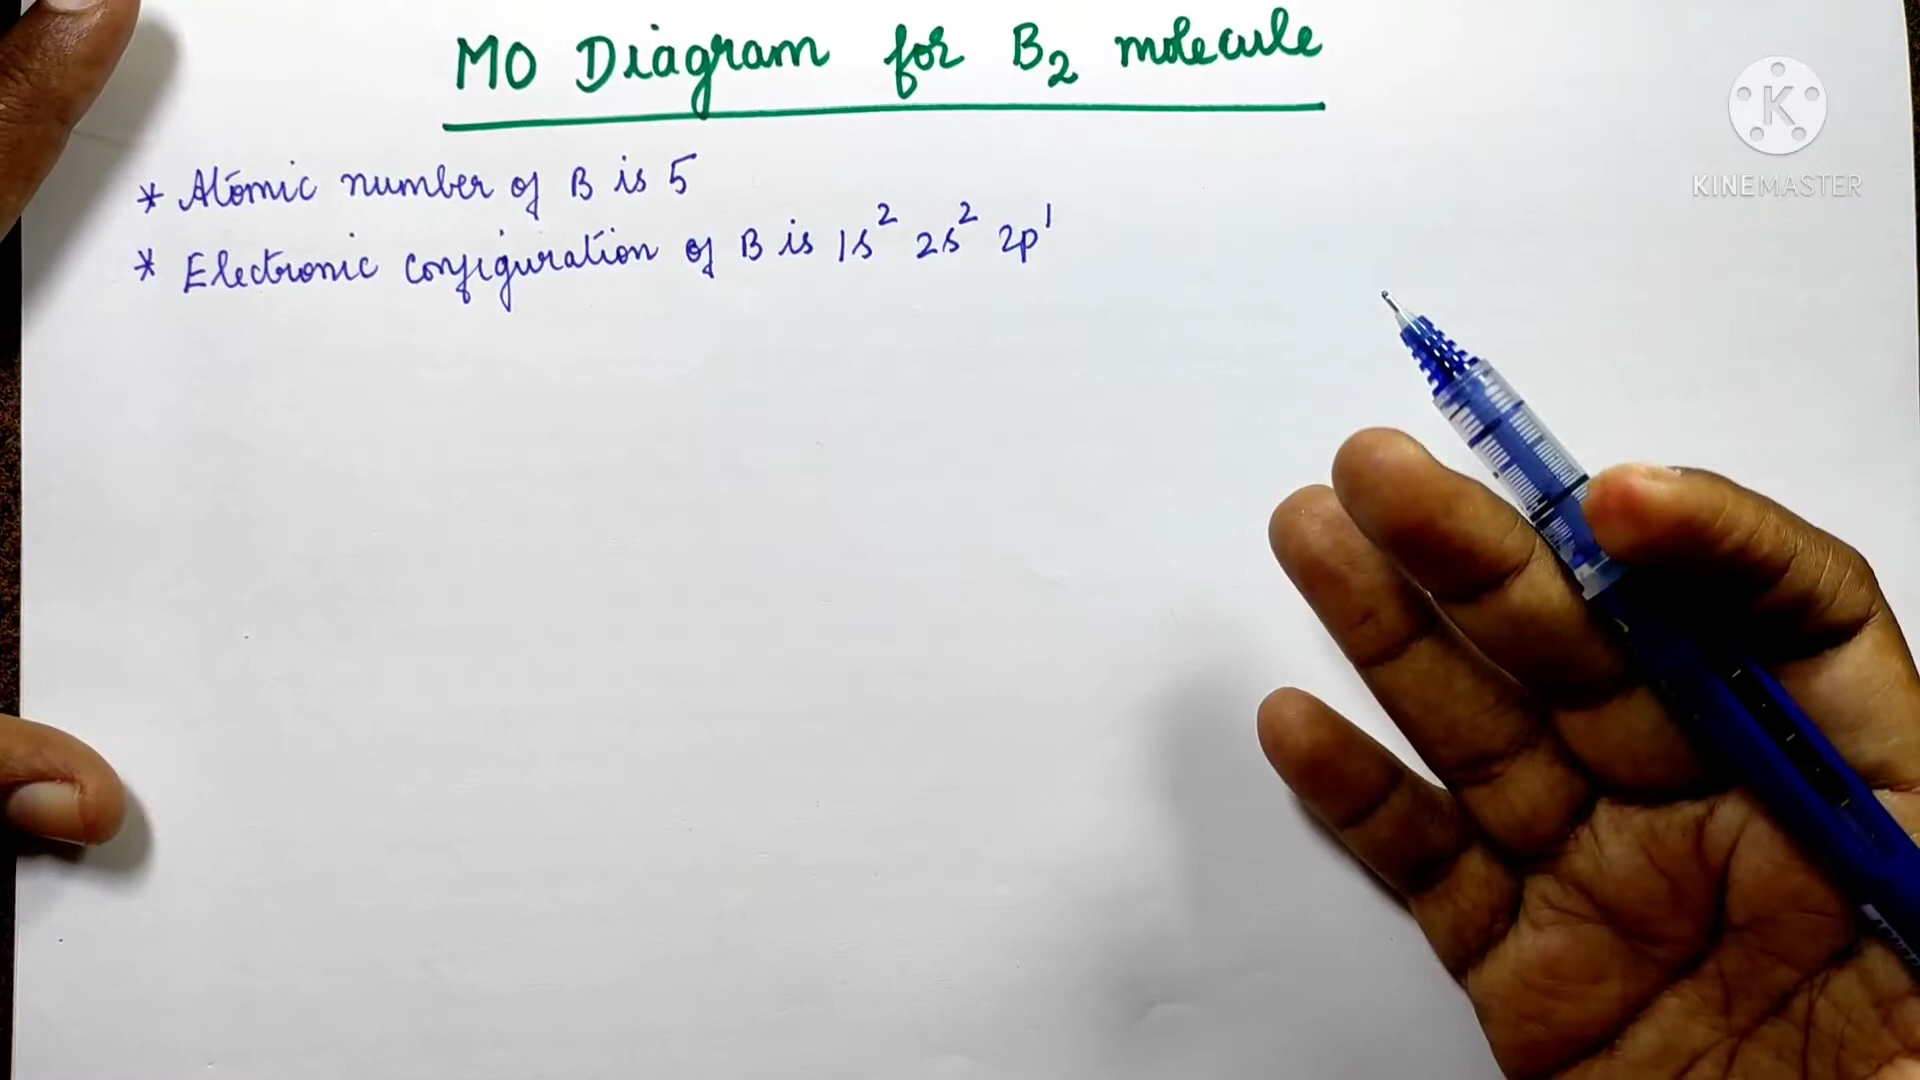 MO Diagram for B₂ molecule
K
KINEMASTER
* Atomic number of B is 5
* Electronic configuration of B is 1s² 2s² 2p¹